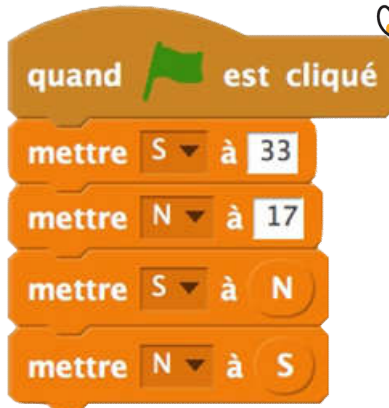 quand est cliqué
mettre S à 33
mettre N à 17
mettre S à N
mettre N à S